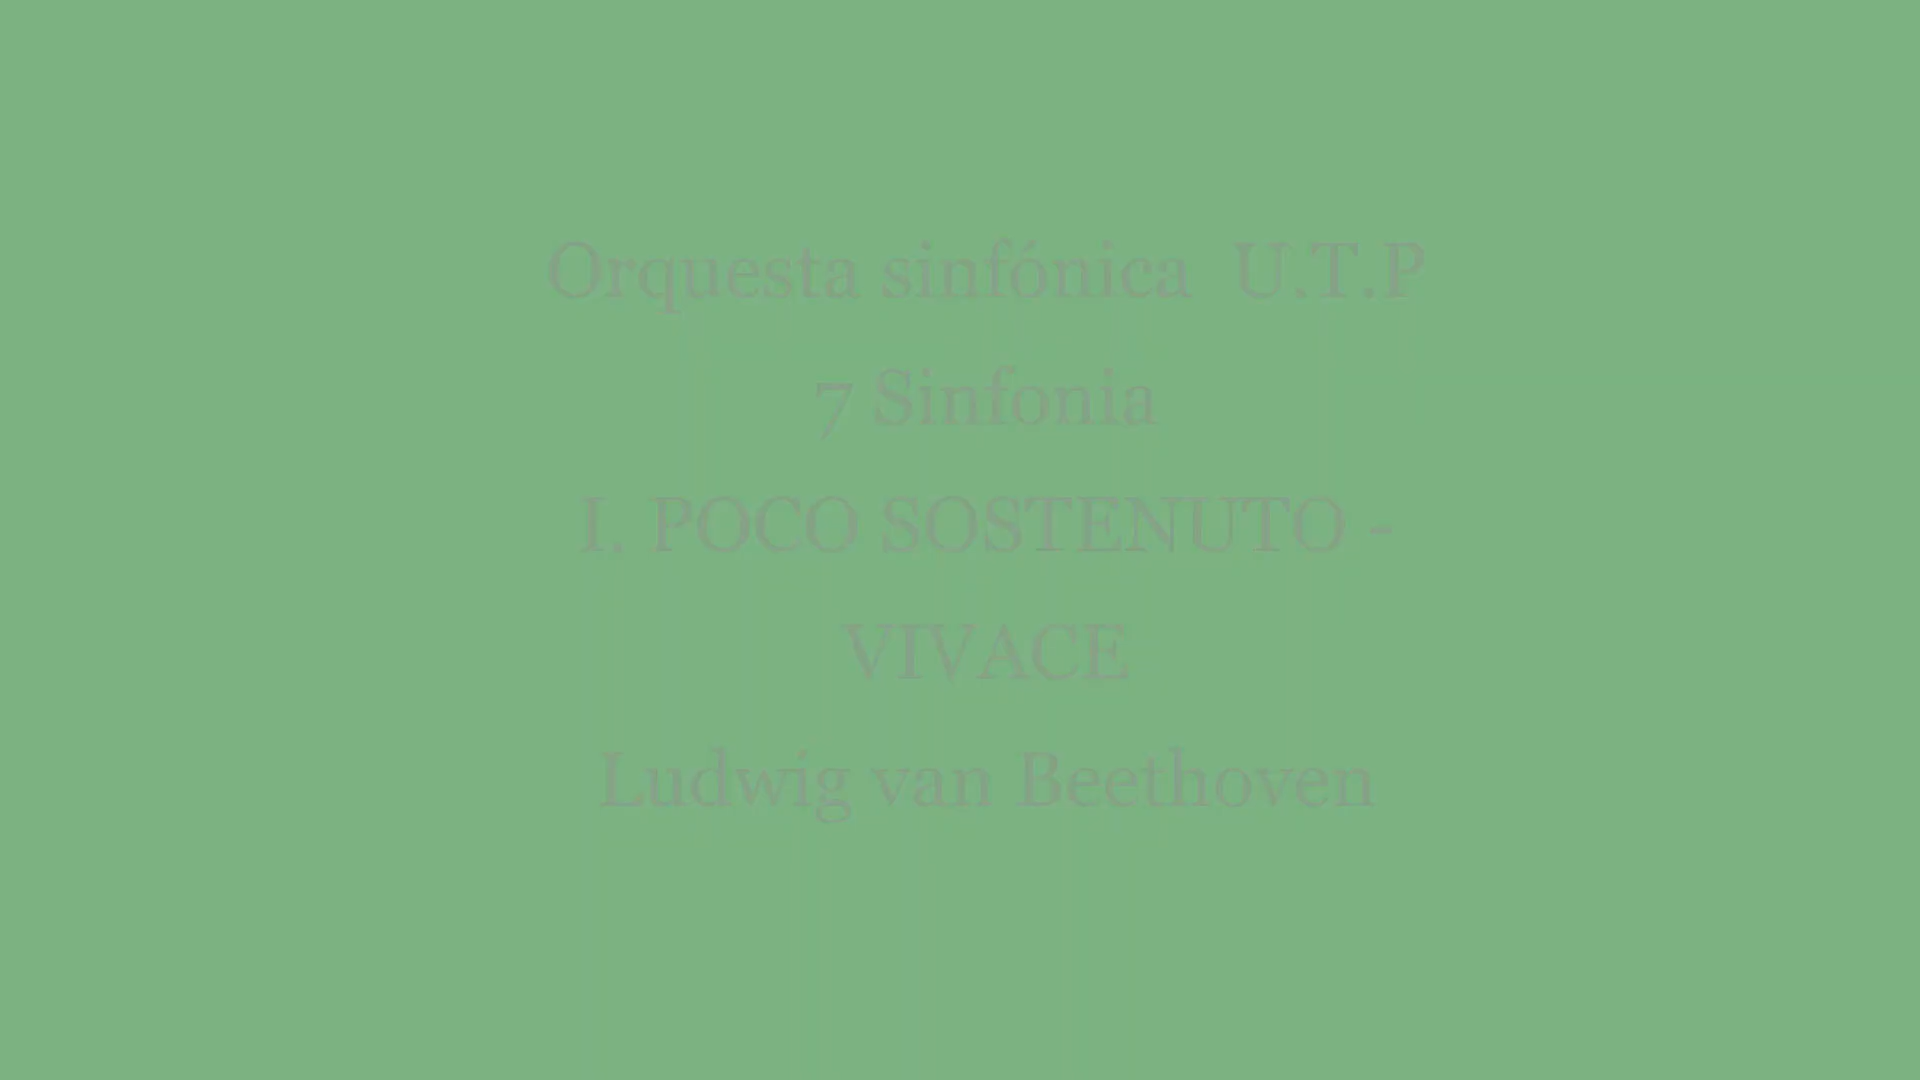 Orquesta sinfónica U.T.P
7 Sinfonia
I. POCO SOSTENUTO -
VIVACE
Ludwig van Beethoven